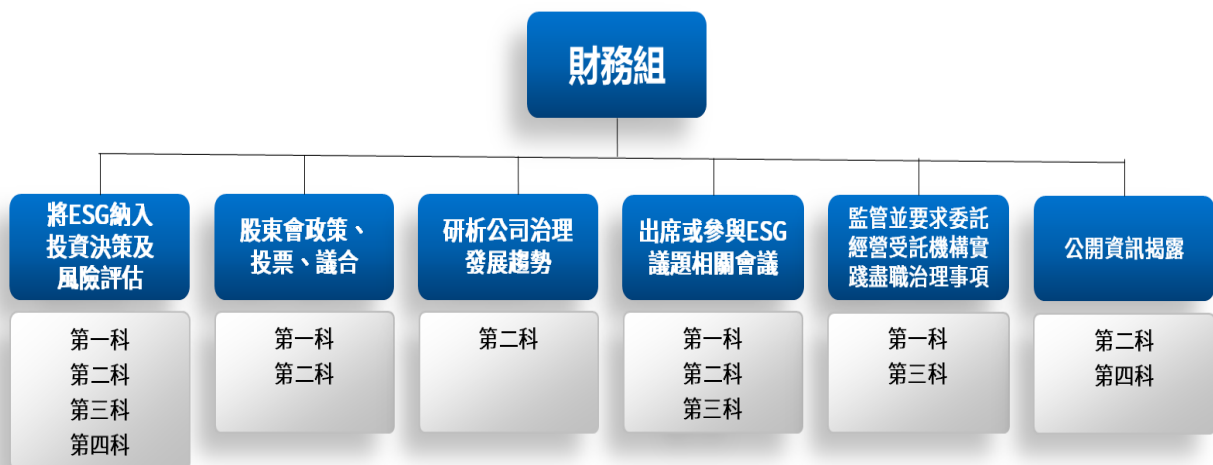 財務組
將ESG納入
投資決策及
風險評估
第一科
第二科
第三科
第四科
股東會政策、
投票、議合
第一科
第二科
研析公司治理
發展趨勢
第二科
出席或參與ESG
議題相關會議
第一科
第二科
第三科
監管並要求委託
經營受託機構實
踐盡職治理事項
第一科
第三科
公開資訊揭露
第二科
第四科